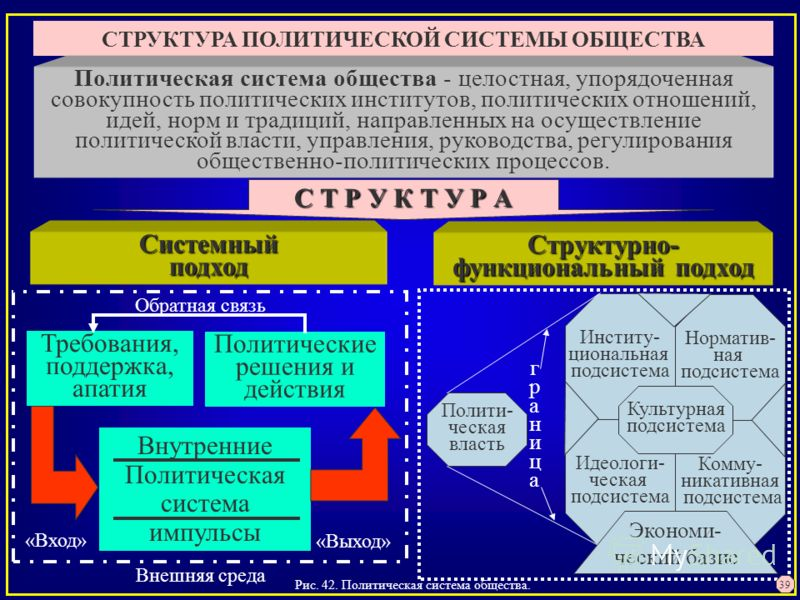 СТРУКТУРА ПОЛИТИЧЕСКОЙ СИСТЕМЫ ОБЩЕСТВА
Политическая система общества - целостная, упорядоченная
совокупность политических институтов, политических отношений,
идей, норм и традиций, направленных на осуществление
политической власти, управления, руководства, регулирования
общественно-политических процессов.
С Т Р У К Т У Р А
Системный
подход
Обратная связь
Требования,
поддержка,
апатия
Политические
решения и
действия
Внутренние
Политическая
система
импульсы
«Вход»
«Выход»
Внешняя среда
Структурно-
функциональный подход
Полити-
ческая
власть
г
р
а
н
и
ц
а
Институ-
циональная
подсистема
Норматив-
ная
подсистема
Культурная
подсистема
Идеологи-
ческая
подсистема
Комму-
никативная
подсистема
Экономи-
ческий базис
MyShared
Рис. 42. Политическая система общества.
39